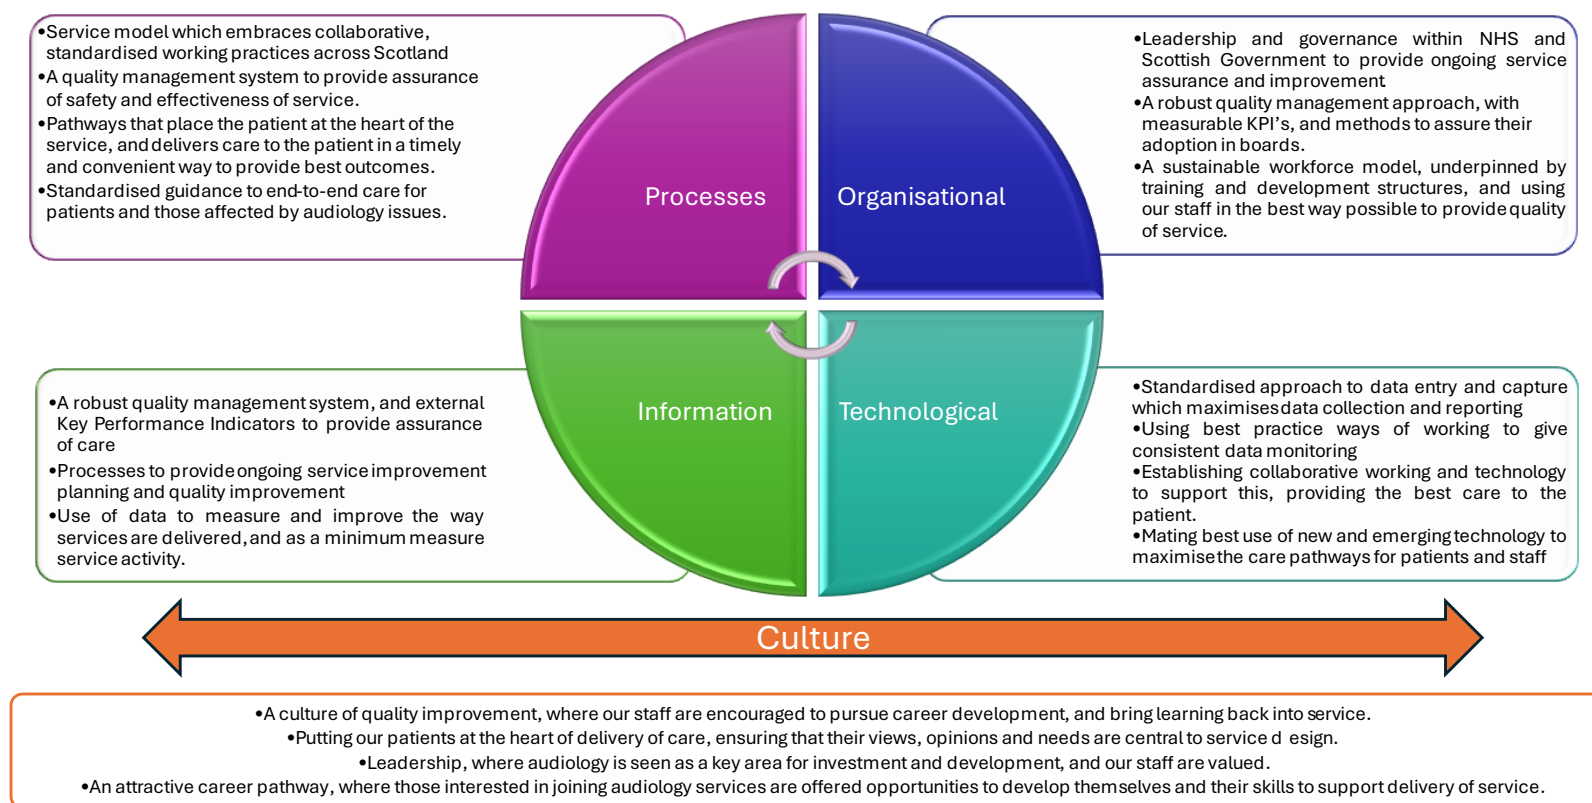 •Service model which embraces collaborative,
standardised working practices across Scotland
•A quality management system to provide assurance
of safety and effectiveness of service.
•Pathways that place the patient at the heart of the
service, and delivers care to the patient in a timely
and convenient way to provide best outcomes.
•Standardised guidance to end-to-end care for
patients and those affected by audiology issues.
Processes
Organisational
•Leadership and governance within NHS and
Scottish Government to provide ongoing service
assurance and improvement.
•A robust quality management approach, with
measurable KPI's, and methods to assure their
adoption in boards.
•A sustainable workforce model, underpinned by
training and development structures, and using
our staff in the best way possible to provide quality
of service.
•A robust quality management system, and external
Key Performance Indicators to provide assurance
of care
•Processes to provide ongoing service improvement
planning and quality improvement
•Use of data to measure and improve the way
services are delivered, and as a minimum measure
service activity.
Information
Technological
•Standardised approach to data entry and capture
which maximises data collection and reporting
•Using best practice ways of working to give
consistent data monitoring
•Establishing collaborative working and technology
to support this, providing the best care to the
patient.
•Mating best use of new and emerging technology to
maximise the care pathways for patients and staff
Culture
•A culture of quality improvement, where our staff are encouraged to pursue career development, and bring learning back into service.
•Putting our patients at the heart of delivery of care, ensuring that their views, opinions and needs are central to service d esign.
•Leadership, where audiology is seen as a key area for investment and development, and our staff are valued.
•An attractive career pathway, where those interested in joining audiology services are offered opportunities to develop themselves and their skills to support delivery of service.